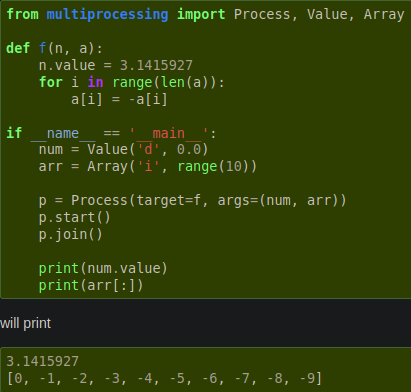 from multiprocessing import Process, Value, Array

def f(n, a):
    n.value = 3.1415927
    for i in range(len(a)):
        a[i] = -a[i]

if __name__ == '__main__':
    num = Value('d', 0.0)
    arr = Array('i', range(10))

    p = Process(target=f, args=(num, arr))
    p.start()
    p.join()

    print(num.value)
    print(arr[:])

will print

3.1415927
[0, -1, -2, -3, -4, -5, -6, -7, -8, -9]